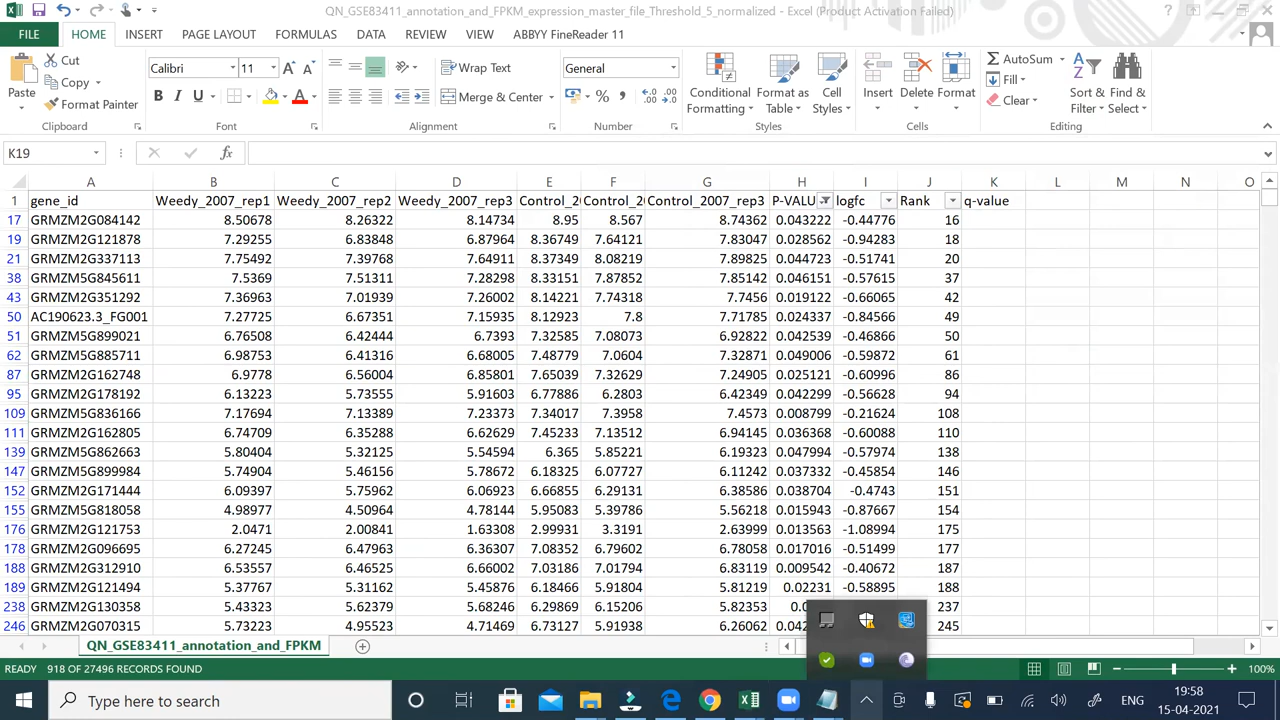 QN_GSE83411_annotation_and_FPKM_expression_master_file_Threshold_5_normalized - Excel (Product Activation Failed)
FILE HOME INSERT PAGE LAYOUT FORMULAS DATA REVIEW VIEW ABBYY FineReader 11
Paste Cut Copy Format Painter Calibri 11 Wrap Text Merge & Center General Conditional Formatting Format as Table Cell Styles Insert Delete Format AutoSum Fill Clear Sort & Filter Find & Select
Clipboard Font Alignment Number Styles Cells Editing
K19 fx
A B C D E F G H I J K L M N O
1 gene_id Weedy_2007_rep1 Weedy_2007_rep2 Weedy_2007_rep3 Control_2 Control_2 Control_2007_rep3 P-VALU logfc Rank q-value
17 GRMZM2G084142 8.50678 8.26322 8.14734 8.95 8.567 8.74362 0.043222 -0.44776 16
19 GRMZM2G121878 7.29255 6.83848 6.87964 8.36749 7.64121 7.83047 0.028562 -0.94283 18
21 GRMZM2G337113 7.75492 7.39768 7.64911 8.37349 8.08219 7.89825 0.044723 -0.51741 20
38 GRMZM5G845611 7.5369 7.51311 7.28298 8.33151 7.87852 7.85142 0.046151 -0.57615 37
43 GRMZM2G351292 7.36963 7.01939 7.26002 8.14221 7.74318 7.7456 0.019122 -0.66065 42
50 AC190623.3_FG001 7.27725 6.67351 7.15935 8.12923 7.8 7.71785 0.024337 -0.84566 49
51 GRMZM5G899021 6.76508 6.42444 6.7393 7.32585 7.08073 6.92822 0.042539 -0.46866 50
62 GRMZM5G885711 6.98753 6.41316 6.68005 7.48779 7.0604 7.32871 0.049006 -0.59872 61
87 GRMZM2G162748 6.9778 6.56004 6.85801 7.65039 7.32629 7.24905 0.025121 -0.60996 86
95 GRMZM2G178192 6.13223 5.73555 5.91603 6.77886 6.2803 6.42349 0.042299 -0.56628 94
109 GRMZM5G836166 7.17694 7.13389 7.23373 7.34017 7.3958 7.4573 0.008799 -0.21624 108
111 GRMZM2G162805 6.74709 6.35288 6.62629 7.45233 7.13512 6.94145 0.036368 -0.60088 110
139 GRMZM5G862663 5.80404 5.32125 5.54594 6.365 5.85221 6.19323 0.047994 -0.57974 138
147 GRMZM5G899984 5.74904 5.46156 5.78672 6.18325 6.07727 6.11242 0.037332 -0.45854 146
152 GRMZM2G171444 6.09397 5.75962 6.06923 6.66855 6.29131 6.38586 0.038704 -0.4743 151
155 GRMZM5G818058 4.98977 4.50964 4.78144 5.95083 5.39786 5.56218 0.015943 -0.87667 154
176 GRMZM2G121753 2.0471 2.00841 1.63308 2.99931 3.3191 2.63999 0.013563 -1.08994 175
178 GRMZM2G096695 6.27245 6.47963 6.36307 7.08352 6.79602 6.78058 0.017016 -0.51499 177
188 GRMZM2G312910 6.53557 6.46525 6.66002 7.03186 7.01794 6.83119 0.009542 -0.40672 187
189 GRMZM2G121494 5.37767 5.31162 5.45876 6.18466 5.91804 5.81219 0.02231 -0.58895 188
238 GRMZM2G130358 5.43323 5.62379 5.68246 6.29869 6.15206 5.82353 237
246 GRMZM2G070315 5.73223 4.95523 4.71469 6.73127 5.91938 6.26062 245
QN_GSE83411_annotation_and_FPKM
READY 918 OF 27496 RECORDS FOUND 100%
Type here to search ENG 19:58
15-04-2021